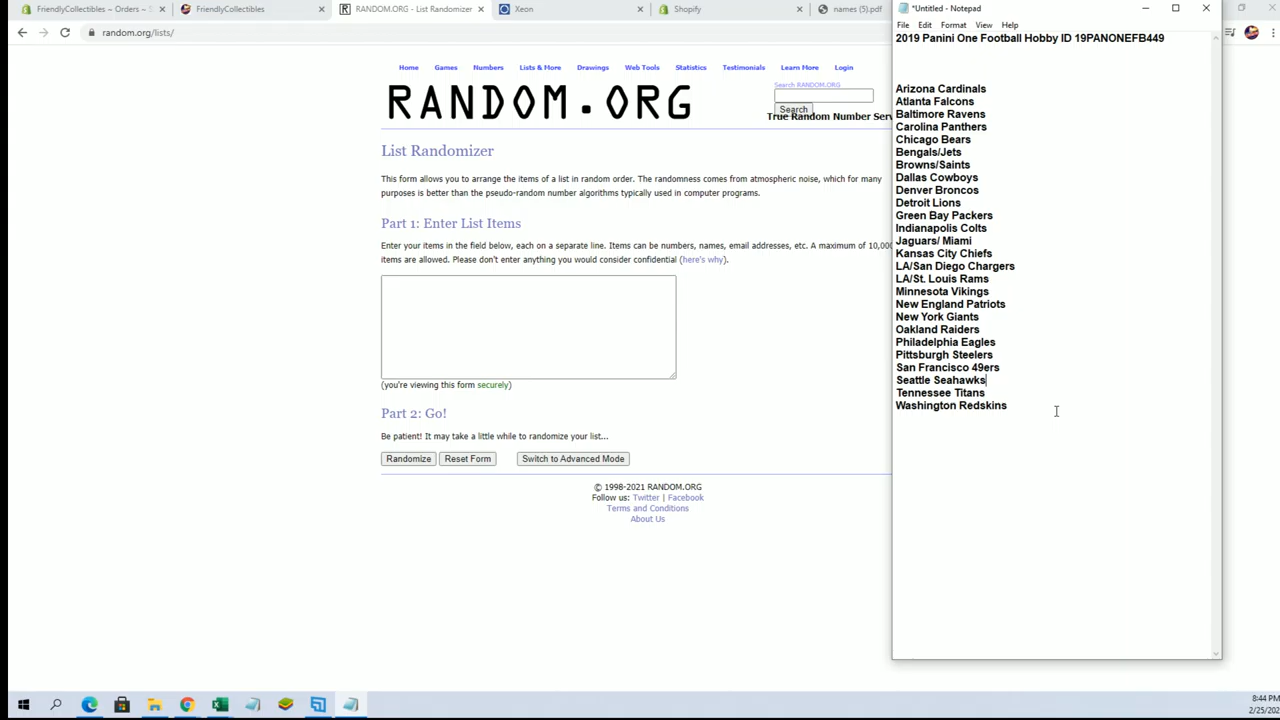 FriendlyCollectibles ~ Orders ~ S
FriendlyCollectibles
RANDOM.ORG - List Randomizer
Xeon
Shopify
names (5).pdf
random.org/lists/
Home Games Numbers Lists & More Drawings Web Tools Statistics Testimonials Learn More Login
RANDOM.ORG
Search RANDOM.ORG
Search
True Random Number Serv
List Randomizer
This form allows you to arrange the items of a list in random order. The randomness comes from atmospheric noise, which for many
purposes is better than the pseudo-random number algorithms typically used in computer programs.
Part 1: Enter List Items
Enter your items in the field below, each on a separate line. Items can be numbers, names, email addresses, etc. A maximum of 10,00
items are allowed. Please don't enter anything you would consider confidential (here's why).
(you're viewing this form securely)
Part 2: Go!
Be patient! It may take a little while to randomize your list...
Randomize Reset Form Switch to Advanced Mode
© 1998-2021 RANDOM.ORG
Follow us: Twitter | Facebook
Terms and Conditions
About Us
*Untitled - Notepad
File Edit Format View Help
2019 Panini One Football Hobby ID 19PANONEFB449
Arizona Cardinals
Atlanta Falcons
Baltimore Ravens
Carolina Panthers
Chicago Bears
Bengals/Jets
Browns/Saints
Dallas Cowboys
Denver Broncos
Detroit Lions
Green Bay Packers
Indianapolis Colts
Jaguars/ Miami
Kansas City Chiefs
LA/San Diego Chargers
LA/St. Louis Rams
Minnesota Vikings
New England Patriots
New York Giants
Oakland Raiders
Philadelphia Eagles
Pittsburgh Steelers
San Francisco 49ers
Seattle Seahawks
Tennessee Titans
Washington Redskins
8:44 PM
2/25/202